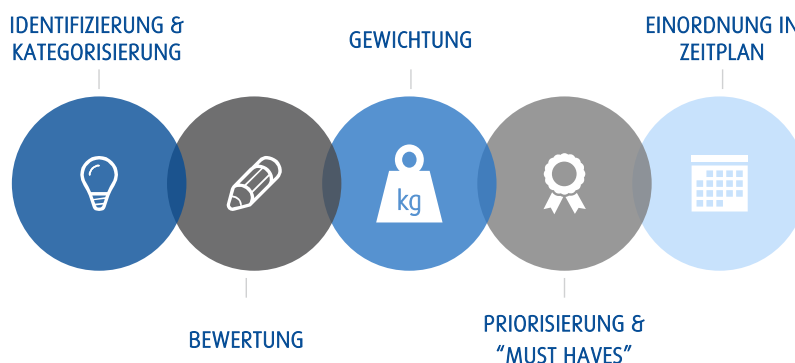 IDENTIFIZIERUNG &
KATEGORISIERUNG
BEWERTUNG
GEWICHTUNG
kg
PRIORISIERUNG &
“MUST HAVES”
EINORDNUNG IN
ZEITPLAN